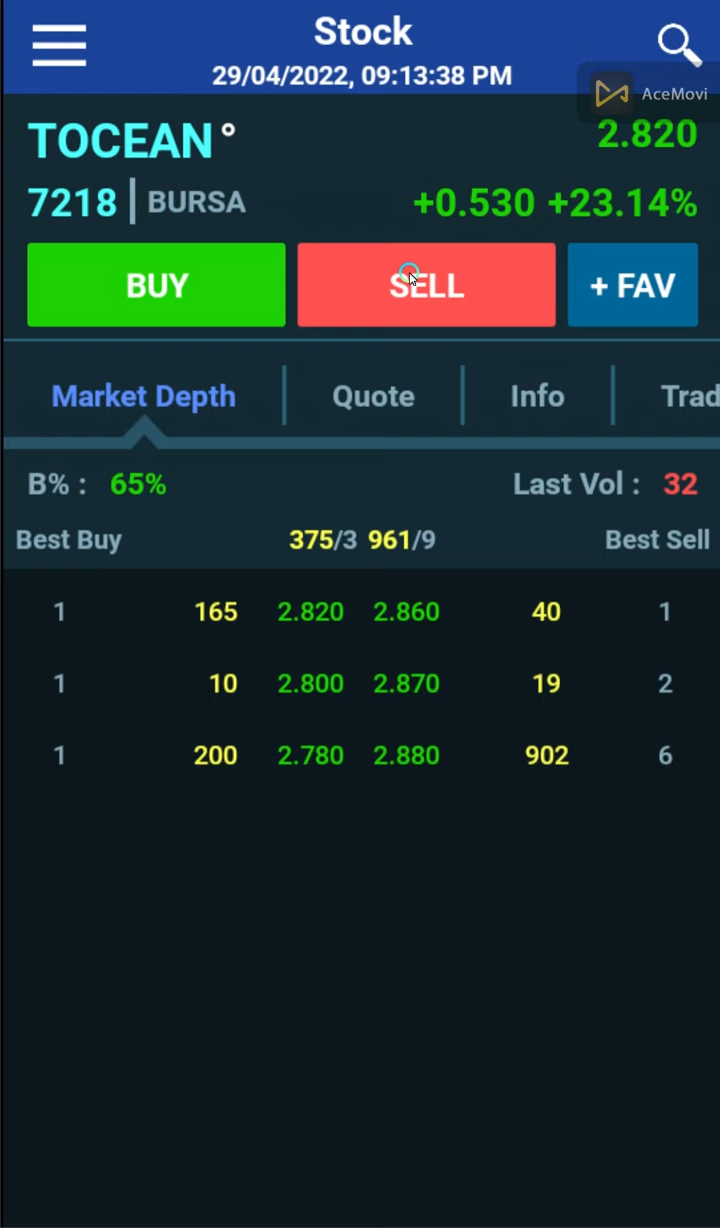 Stock
29/04/2022, 09:13:38 PM
AceMovi
TOCEAN°
2.820
7218 | BURSA
+0.530 +23.14%
BUY
SELL
+ FAV
Market Depth
Quote
Info
Trad
B% : 65%
Last Vol : 32
Best Buy 375/3 961/9 Best Sell
1 165 2.820 2.860 40 1
1 10 2.800 2.870 19 2
1 200 2.780 2.880 902 6